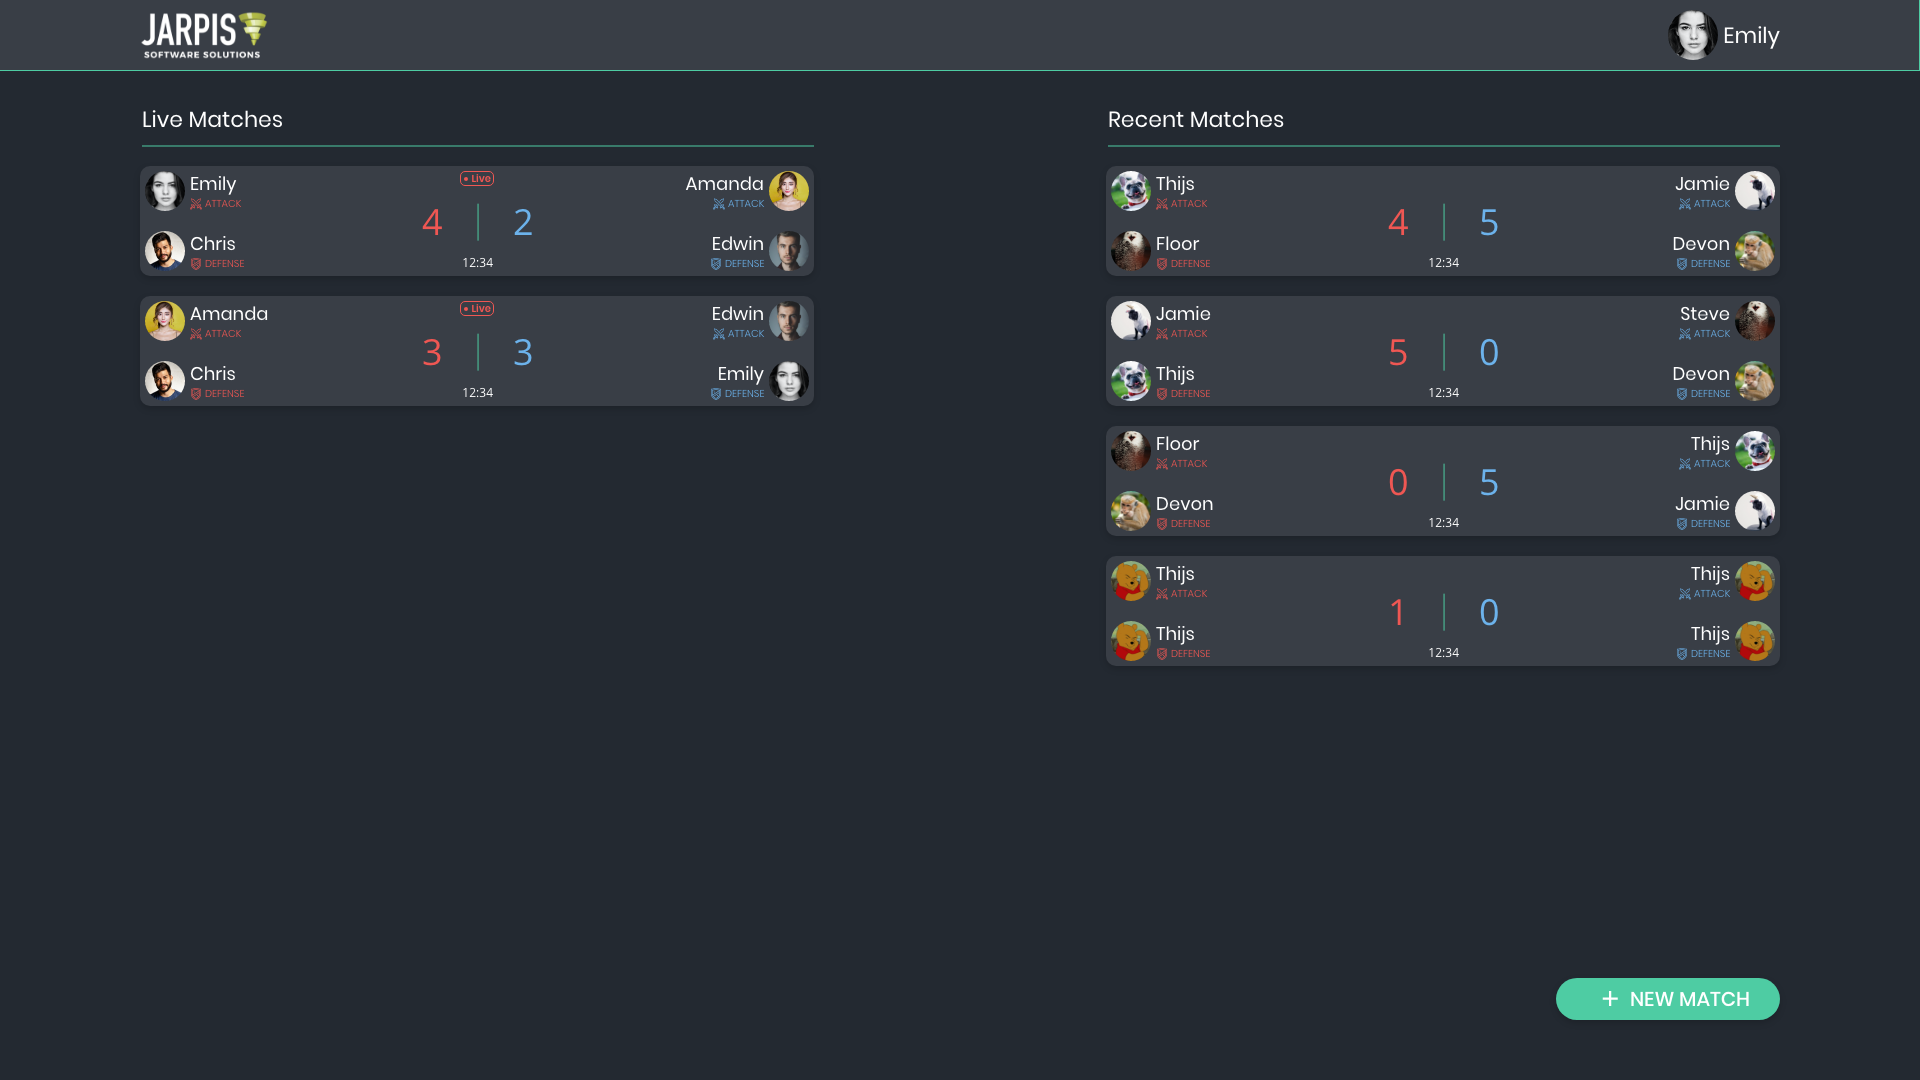 JARPIS
SOFTWARE SOLUTIONS
Emily
Live Matches
Emily
ATTACK
Chris
DEFENSE
Live
4 2
12:34
Amanda
ATTACK
Edwin
DEFENSE
Amanda
ATTACK
Chris
DEFENSE
Live
3 3
12:34
Edwin
ATTACK
Emily
DEFENSE
Recent Matches
Thijs
ATTACK
Floor
DEFENSE
4 5
12:34
Jamie
ATTACK
Devon
DEFENSE
Jamie
ATTACK
Thijs
DEFENSE
5 0
12:34
Steve
ATTACK
Devon
DEFENSE
Floor
ATTACK
Devon
DEFENSE
0 5
12:34
Thijs
ATTACK
Jamie
DEFENSE
Thijs
ATTACK
Thijs
DEFENSE
1 0
12:34
Thijs
ATTACK
Thijs
DEFENSE
+ NEW MATCH